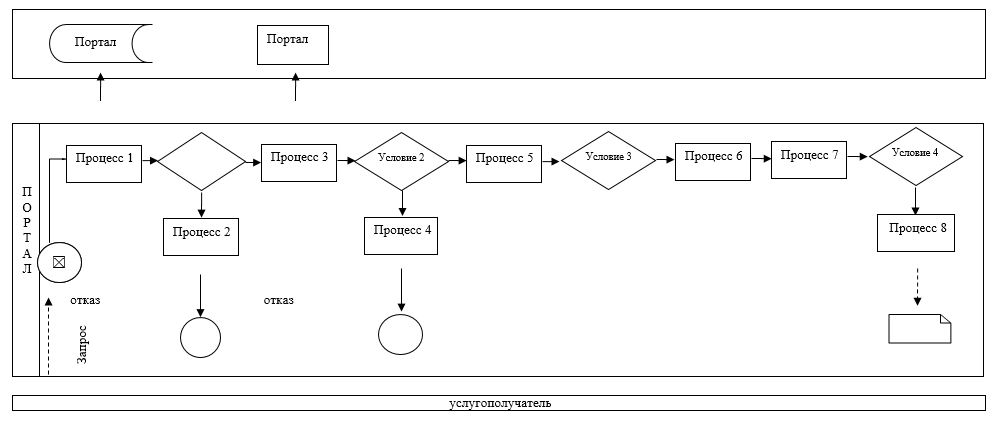 Портал
Портал
Процесс 1
Процесс 3
Условие 2
Процесс 5
Условие 3
Процесс 6
Процесс 7
Условие 4
ПОРТАЛ
Процесс 2
Процесс 4
Процесс 8
отказ
отказ
Запрос
услугополучатель